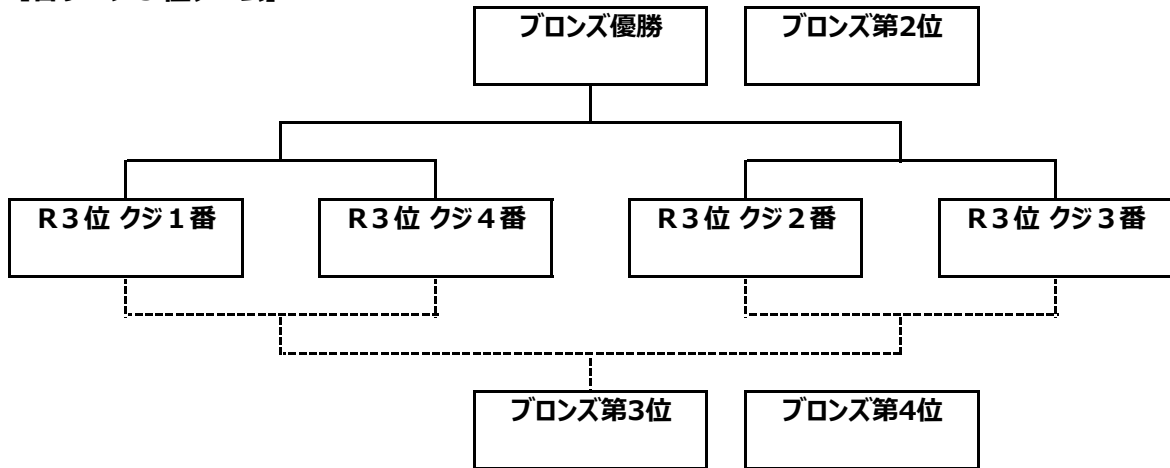 ブロンズ優勝 ブロンズ第2位
R3位 クジ1番 R3位 クジ4番 R3位 クジ2番 R3位 クジ3番
ブロンズ第3位 ブロンズ第4位